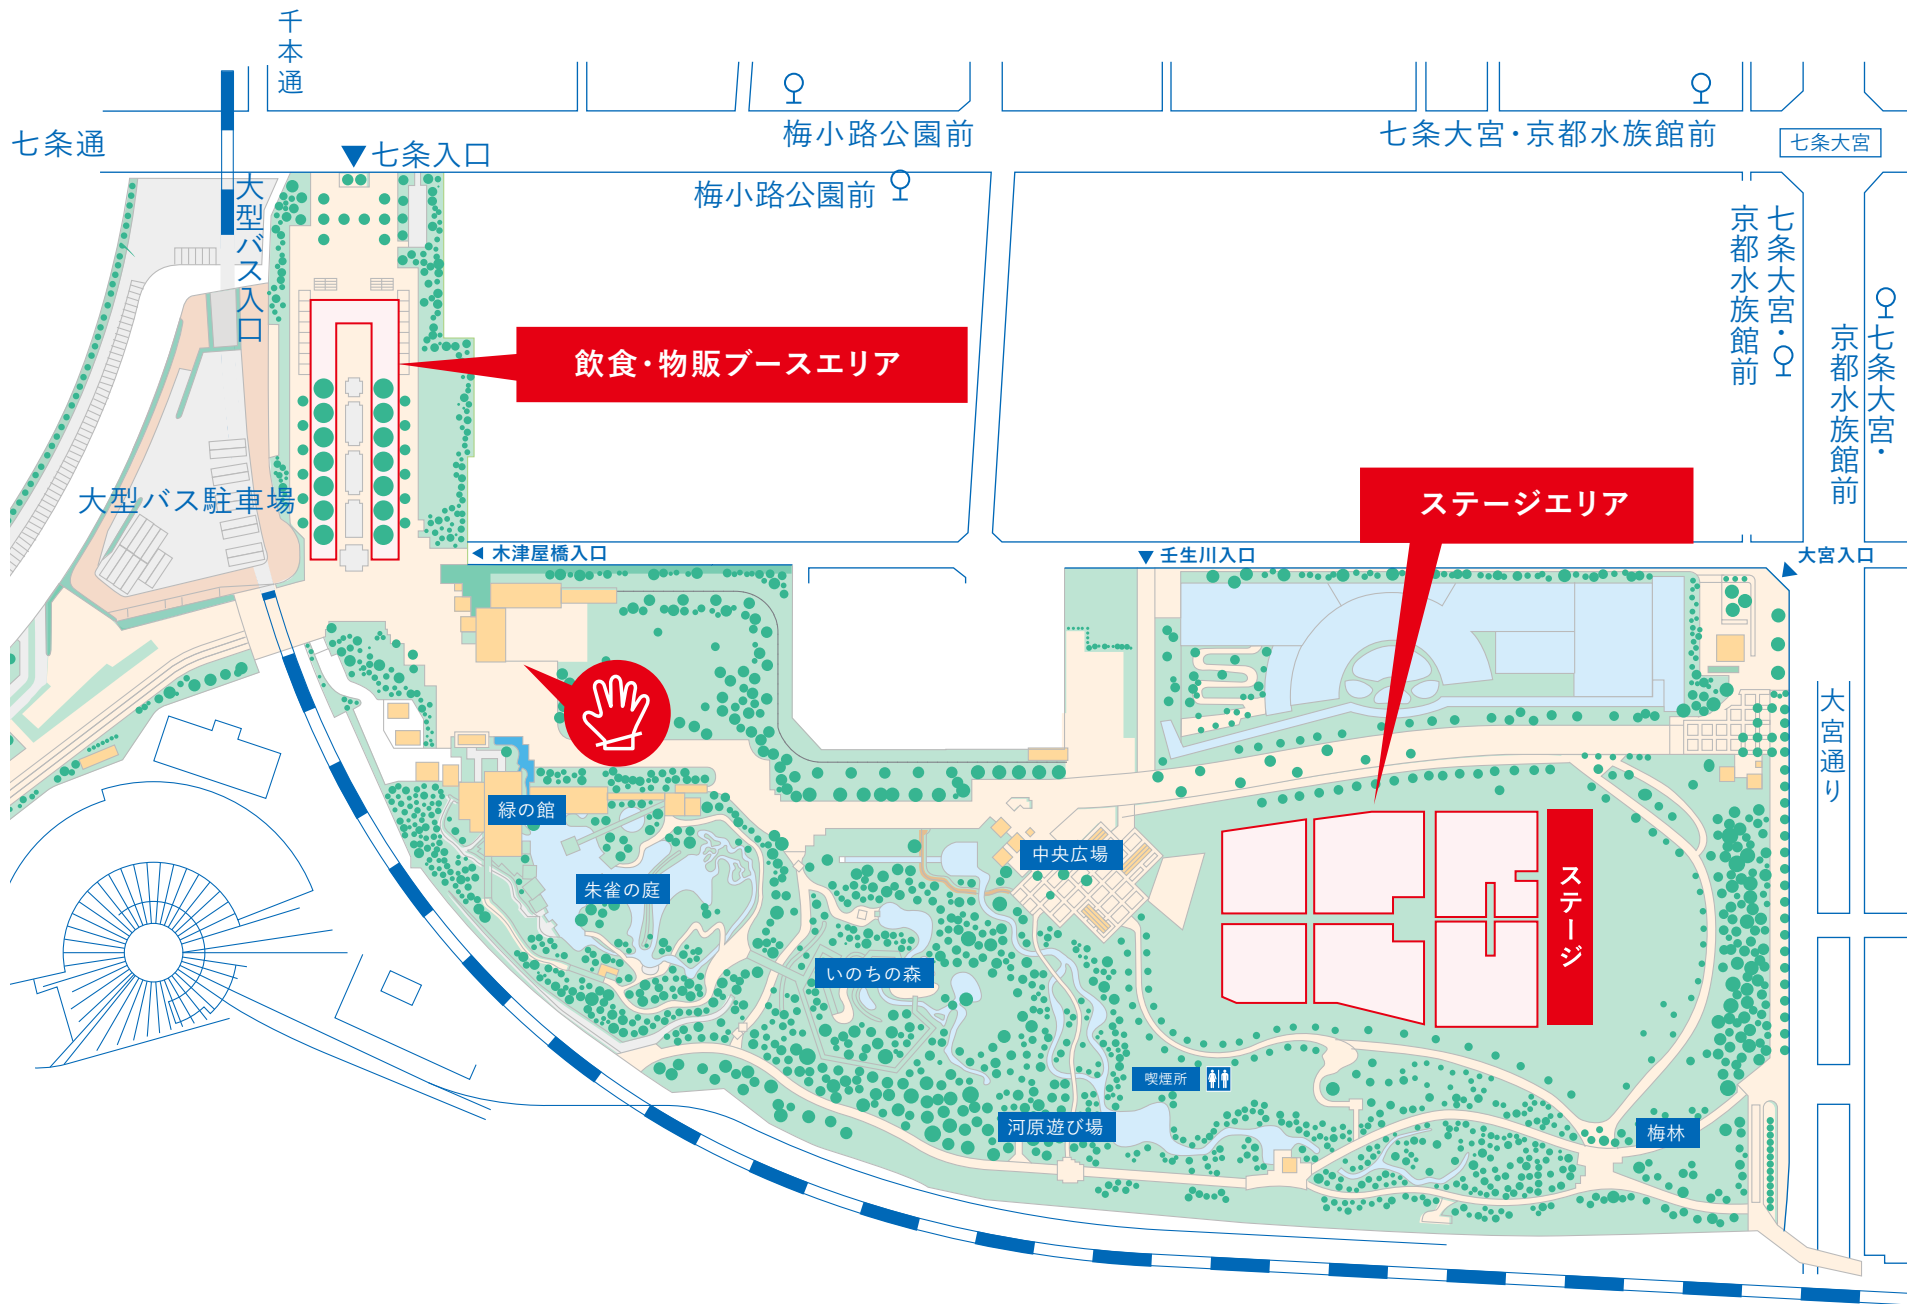 千本通
七条通
七条入口
梅小路公園前
七条大宮・京都水族館前
七条大宮
梅小路公園前
大型バス入口
七条大宮・
京都水族館前
七条大宮・
京都水族館前
飲食・物販ブースエリア
大型バス駐車場
ステージエリア
木津屋橋入口
壬生川入口
大宮入口
大宮通り
緑の館
中央広場
朱雀の庭
ステージ
いのちの森
喫煙所
河原遊び場
梅林